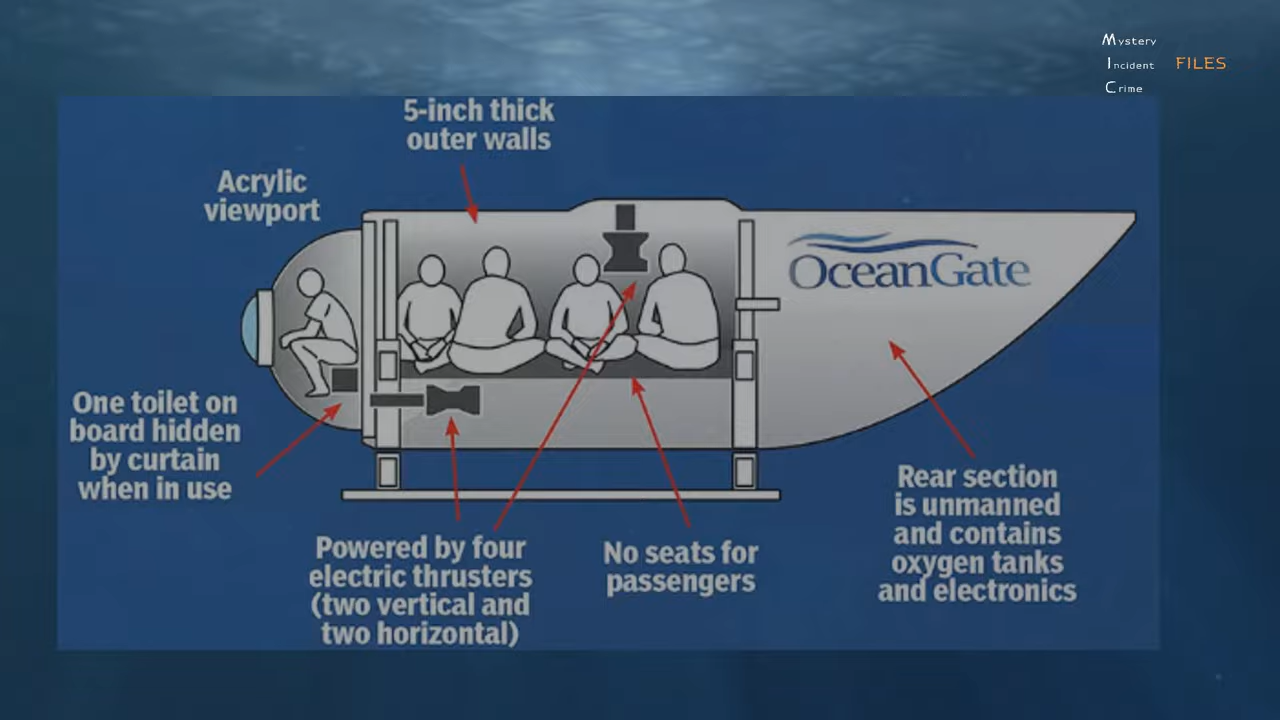 Mystery
Incident
Crime
FILES
5-inch thick
outer walls
Acrylic
viewport
OceanGate
One toilet on
board hidden
by curtain
when in use
Powered by four
electric thrusters
(two vertical and
two horizontal)
No seats for
passengers
Rear section
is unmanned
and contains
oxygen tanks
and electronics